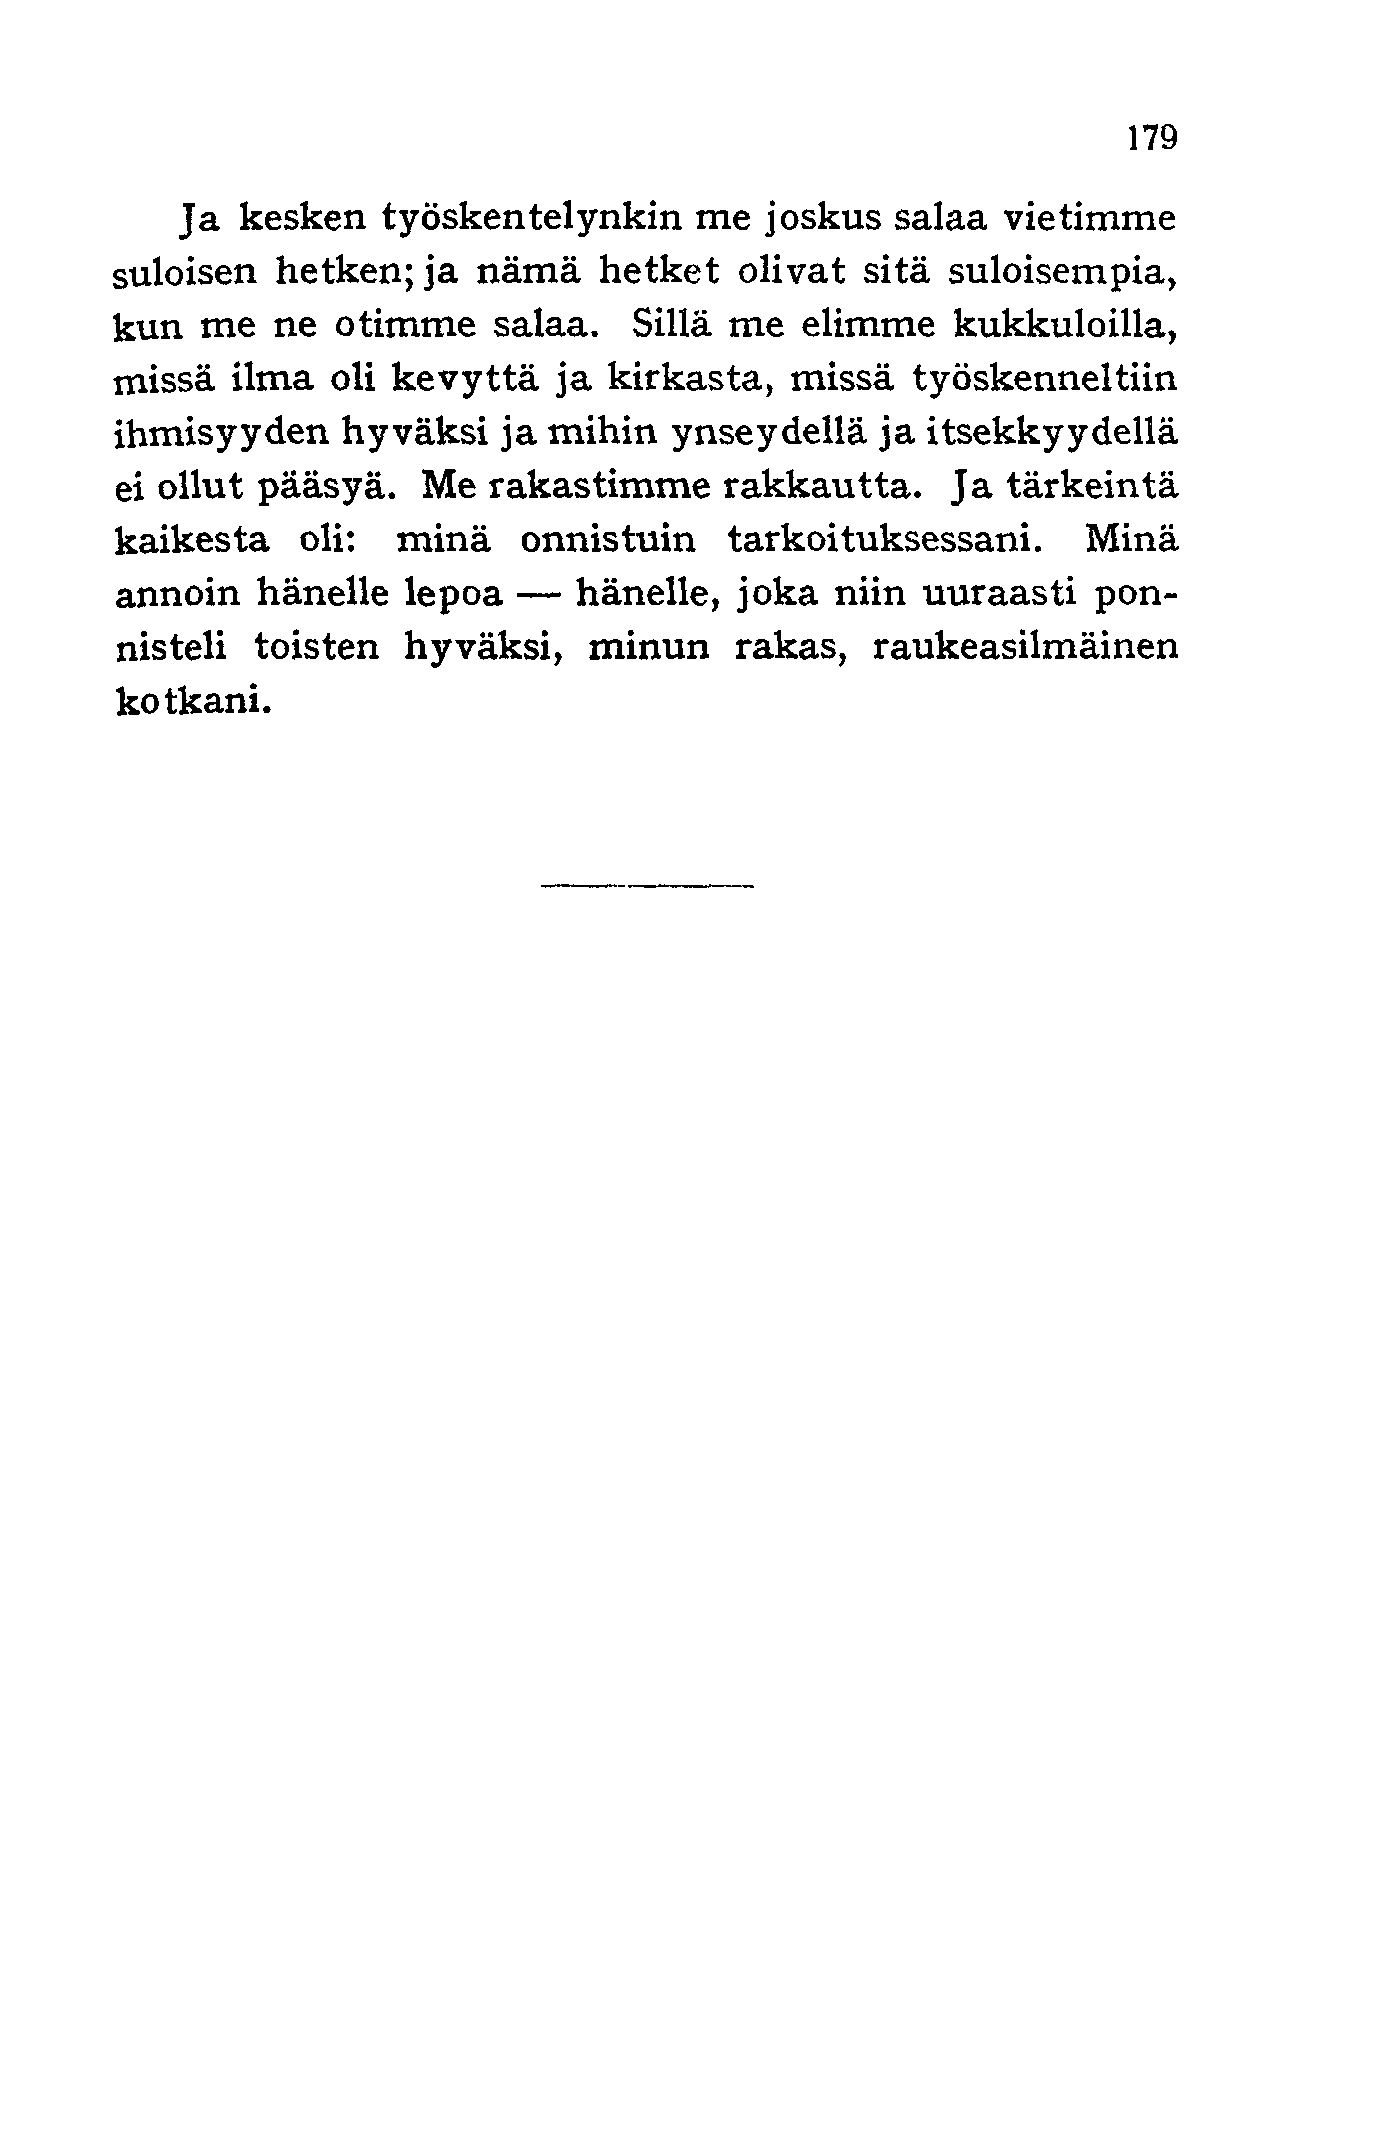 179
Ja kesken työskentelynkin me joskus salaa vietimme
suloisen hetken; ja nämä hetket olivat sitä suloisempia,
kun me ne otimme salaa. Sillä me elimme kukkuloilla,
missä ilma oli kevyttä ja kirkasta, missä työskenneltiin
ihmisyyden hyväksi ja mihin ynseydellä ja itsekkyydellä
ei ollut pääsyä. Me rakastimme rakkautta. Ja tärkeintä
kaikesta oli: minä onnistuin tarkoituksessani. Minä
annoin hänelle lepoa — hänelle, joka niin uuraasti pon-
nisteli toisten hyväksi, minun rakas, raukeasilmäinen
kotkani.